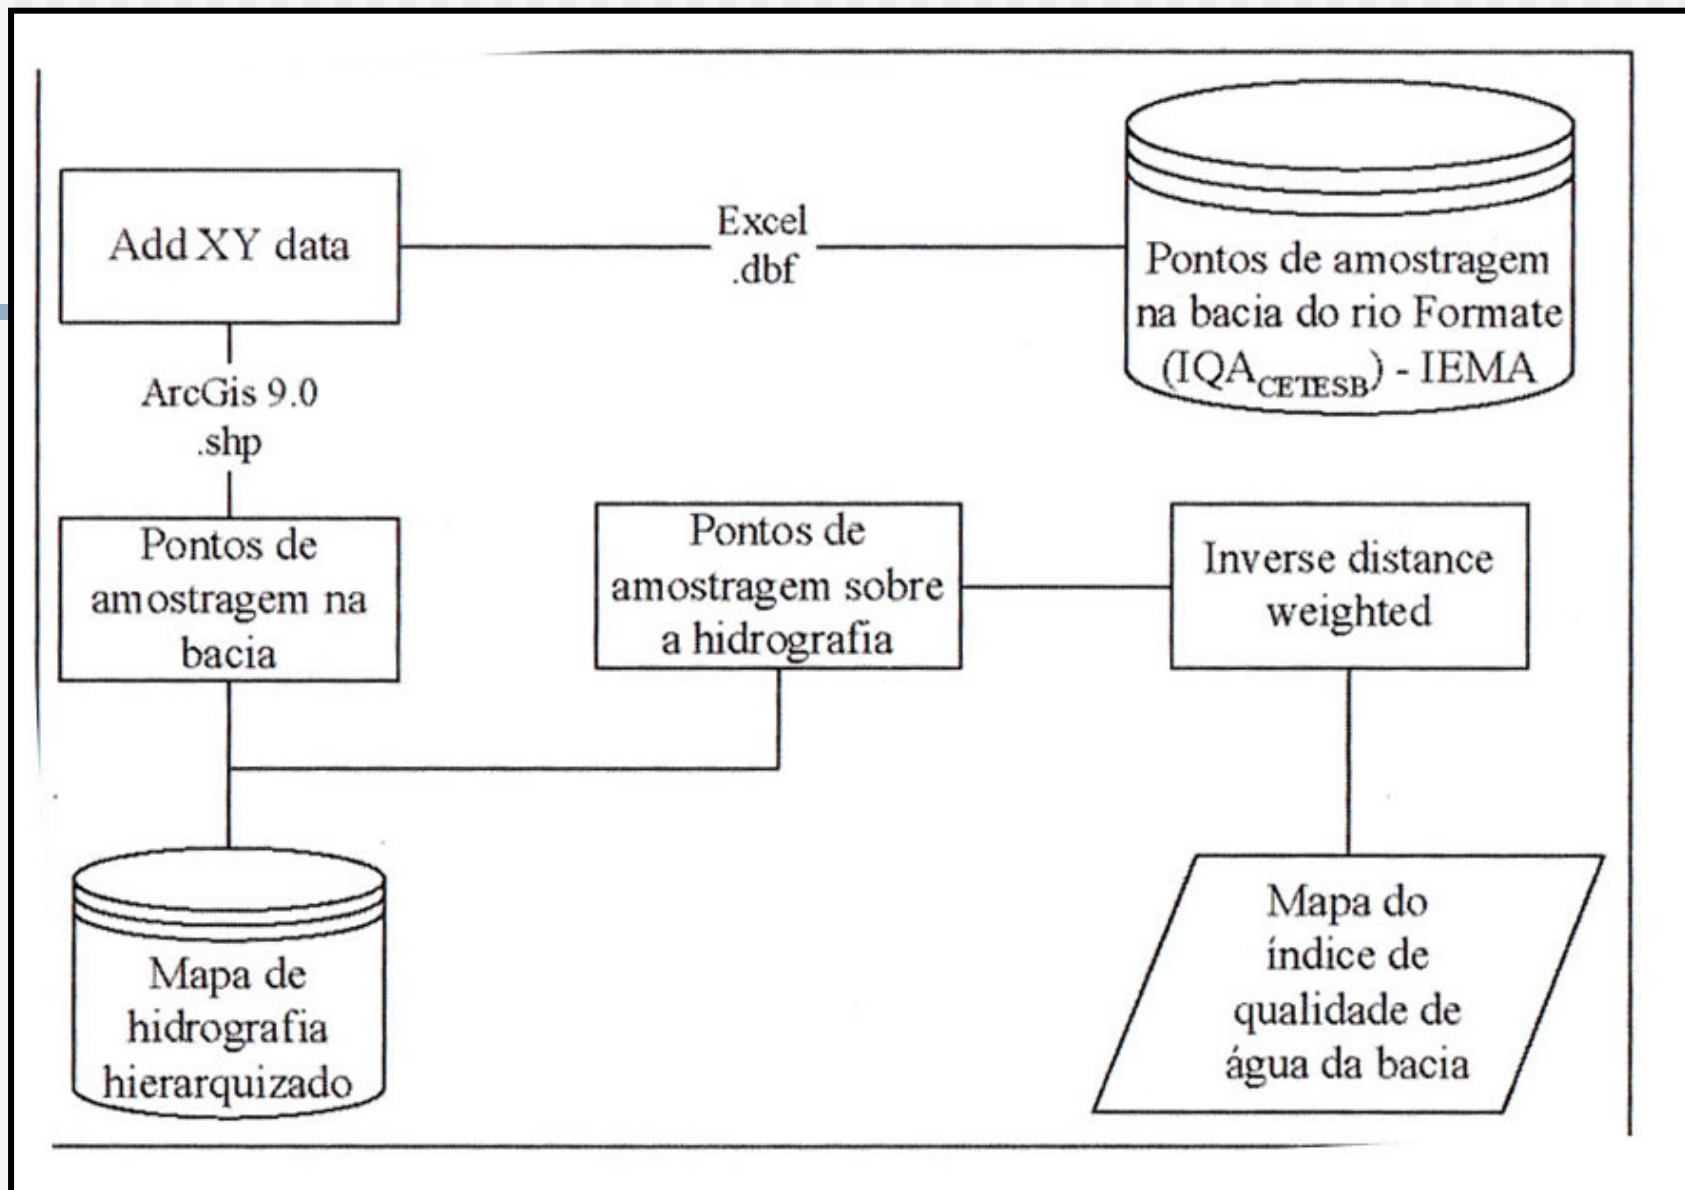 Add XY data
Excel
.dbf
Pontos de amostragem
na bacia do rio Formate
(IQACETESB) - IEMA
ArcGis 9.0
.shp
Pontos de
amostragem na
bacia
Pontos de
amostragem sobre
a hidrografia
Inverse distance
weighted
Mapa de
hidrografia
hierarquizado
Mapa do
índice de
qualidade de
água da bacia